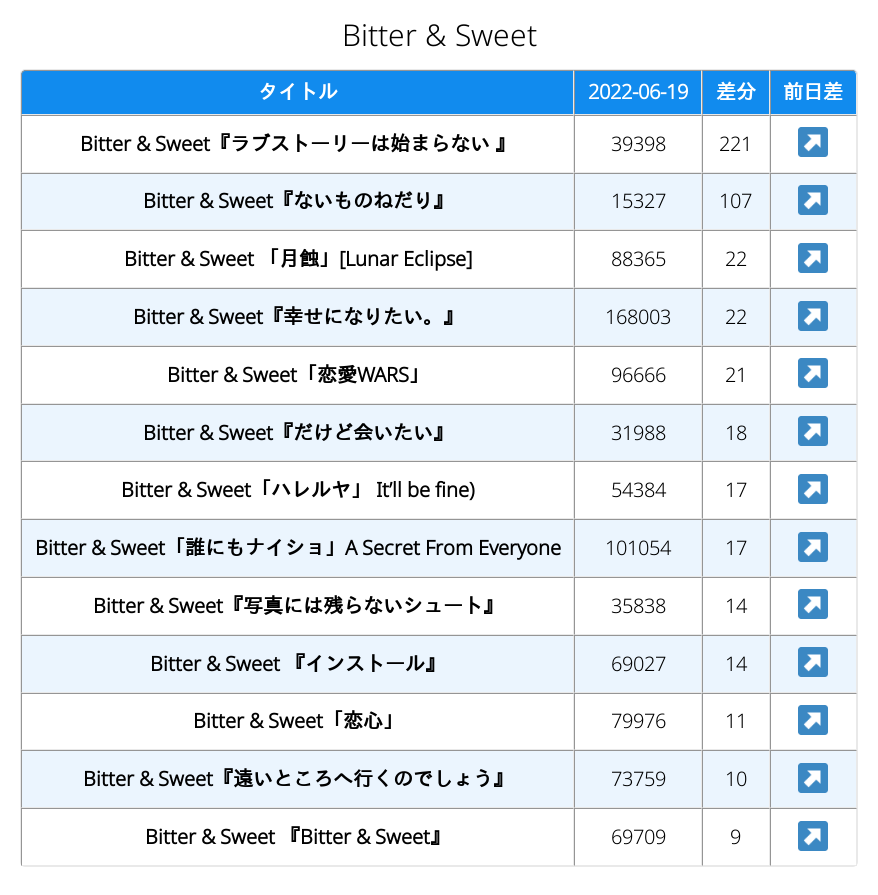 Bitter & Sweet
タイトル 2022-06-19 差分 前日差
Bitter & Sweet『ラブストーリーは始まらない 』 39398 221
Bitter & Sweet『ないものねだり』 15327 107
Bitter & Sweet 「月蝕」[Lunar Eclipse] 88365 22
Bitter & Sweet『幸せになりたい。』 168003 22
Bitter & Sweet「恋愛WARS」 96666 21
Bitter & Sweet『だけど会いたい』 31988 18
Bitter & Sweet「ハレルヤ」 It’ll be fine) 54384 17
Bitter & Sweet「誰にもナイショ」A Secret From Everyone 101054 17
Bitter & Sweet『写真には残らないシュート』 35838 14
Bitter & Sweet 『インストール』 69027 14
Bitter & Sweet「恋心」 79976 11
Bitter & Sweet『遠いところへ行くのでしょう』 73759 10
Bitter & Sweet 『Bitter & Sweet』 69709 9